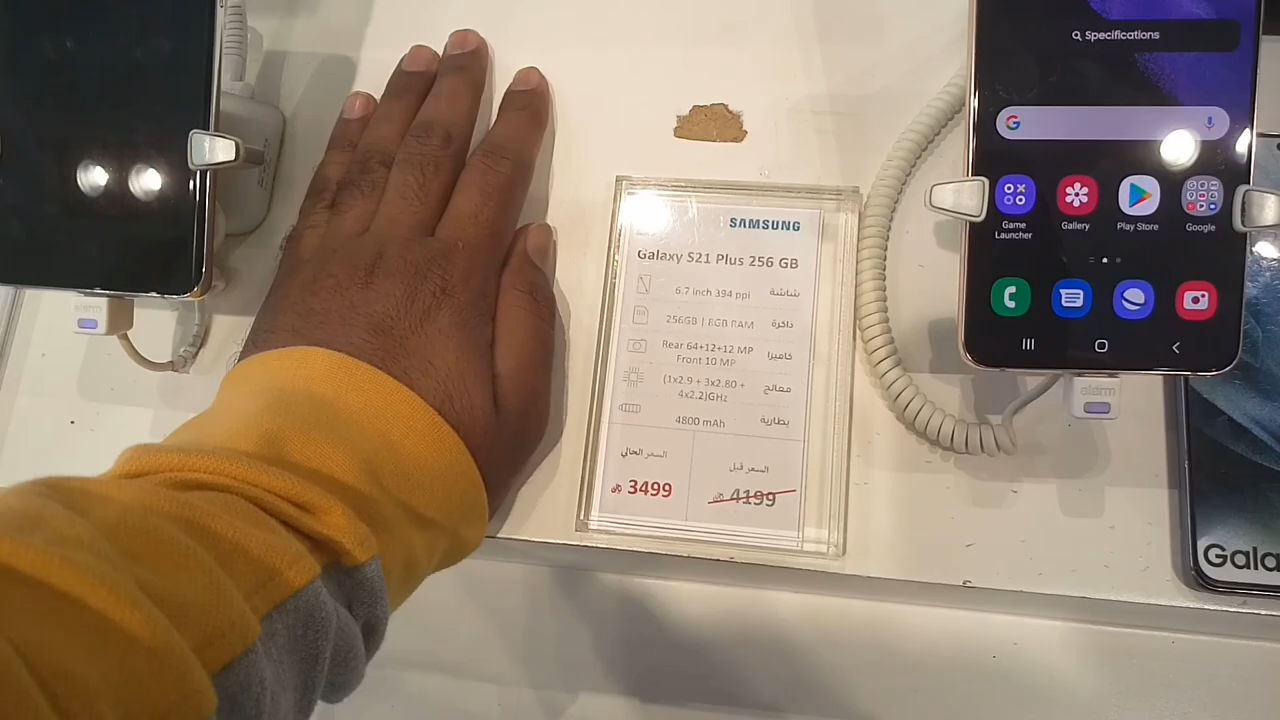 Specifications
Game Launcher
Gallery
Play Store
Google
alarm
alarm
SAMSUNG
Galaxy S21 Plus 256 GB
6.7 inch 394 ppi شاشة
256GB | 8GB RAM ذاكرة
Rear 64+12+12 MP كاميرا
Front 10 MP
(1x2.9 + 3x2.80 + معالج
4x2.2)GHz
4800 mAh بطارية
السعر قبل السعر الحالي
4199 3499
Gala